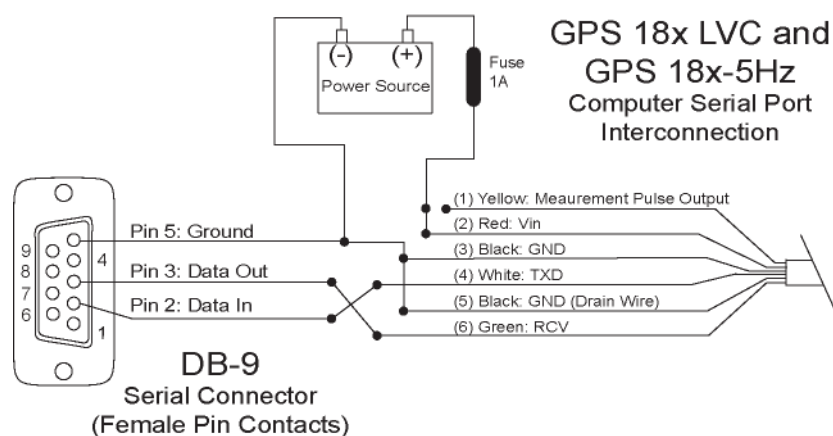 GPS 18x LVC and
GPS 18x-5Hz
Computer Serial Port
Interconnection
(-)
(+)
Power Source
Fuse
1A
(1) Yellow: Meaurement Pulse Output
(2) Red: Vin
(3) Black: GND
(4) White: TXD
(5) Black: GND (Drain Wire)
(6) Green: RCV
Pin 5: Ground
Pin 3: Data Out
Pin 2: Data In
9
8
7
6
4
1
DB-9
Serial Connector
(Female Pin Contacts)